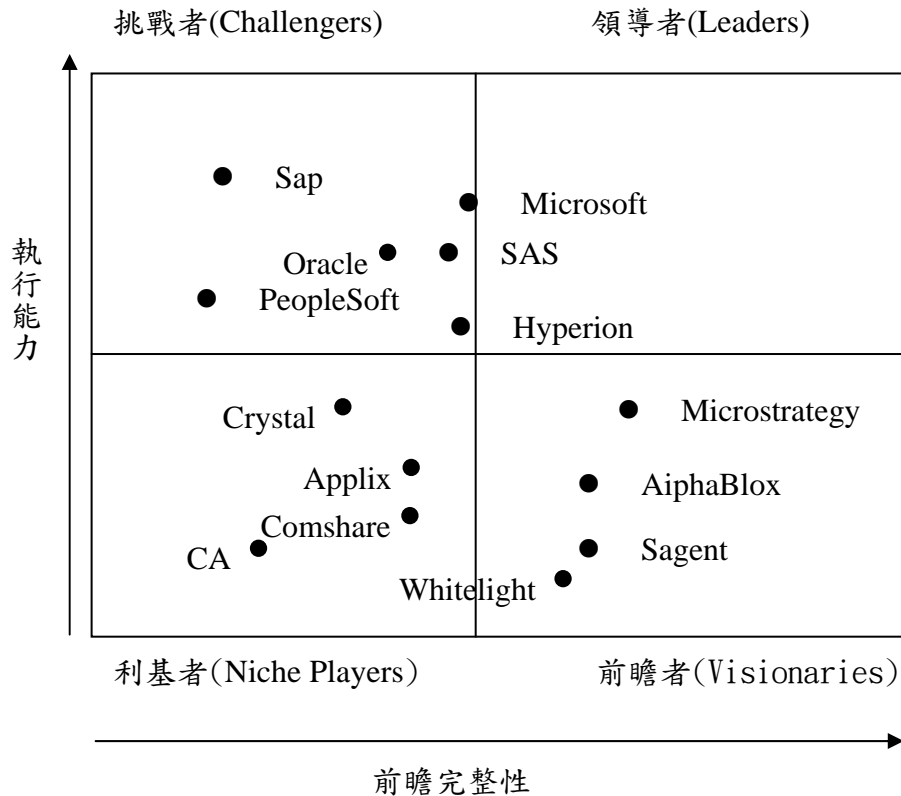 挑戰者(Challengers)
領導者(Leaders)
執行能力
Sap
Microsoft
Oracle
SAS
PeopleSoft
Hyperion
Crystal
Microstrategy
Applix
AiphaBlox
Comshare
CA
Sagent
Whitelight
利基者(Niche Players)
前瞻者(Visionaries)
前瞻完整性